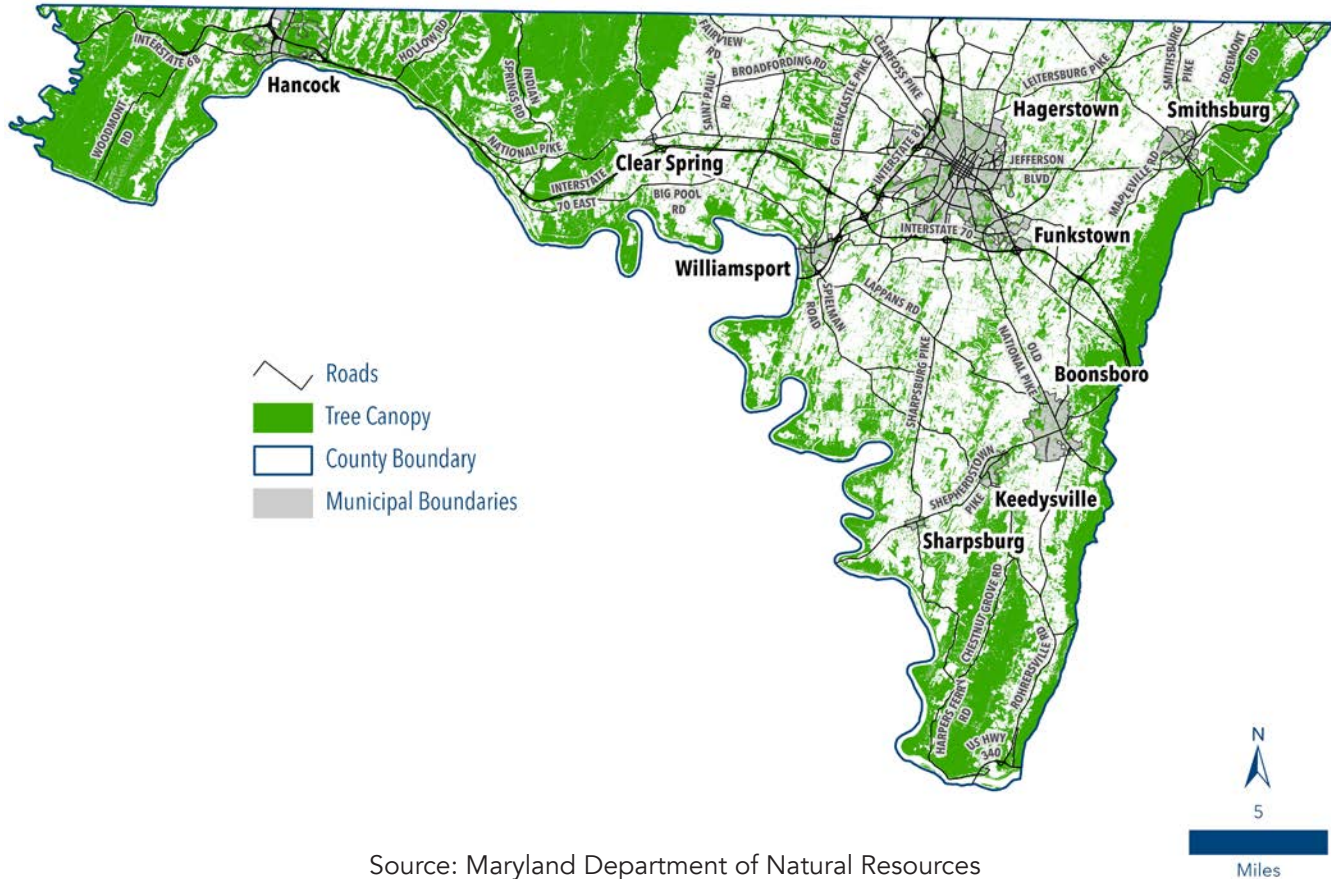 FAIRVIEW
RD
CLEARFOSS PIKE
SMITHSBURG
PIKE
EDGEMONT
RD
INTERSTATE 68
HOLLOW RD
BROADFORDING RD
LEITERSBURG PIKE
Hancock
INDIAN
SPRINGS RD
SAINT PAUL
RD
GREENCASTLE PIKE
Hagerstown
Smithsburg
WOODMONT
RD
NATIONAL PIKE
INTERSTATE 81
Clear Spring
JEFFERSON
BLVD
MAPLEVILLE RD
INTERSTATE
70 EAST
BIG POOL
RD
INTERSTATE 70
Funkstown
Williamsport
SPIELMAN
ROAD
LAPPANS RD
OLD
NATIONAL PIKE
SHARPSBURG PIKE
Boonsboro
Roads
Tree Canopy
County Boundary
Municipal Boundaries
SHEPHERDSTOWN
PIKE
Keedysville
Sharpsburg
CHESTNUT GROVE RD
ROHRERSVILLE RD
HARPERS FERRY
RD
US HWY
340
N
5
Miles
Source: Maryland Department of Natural Resources